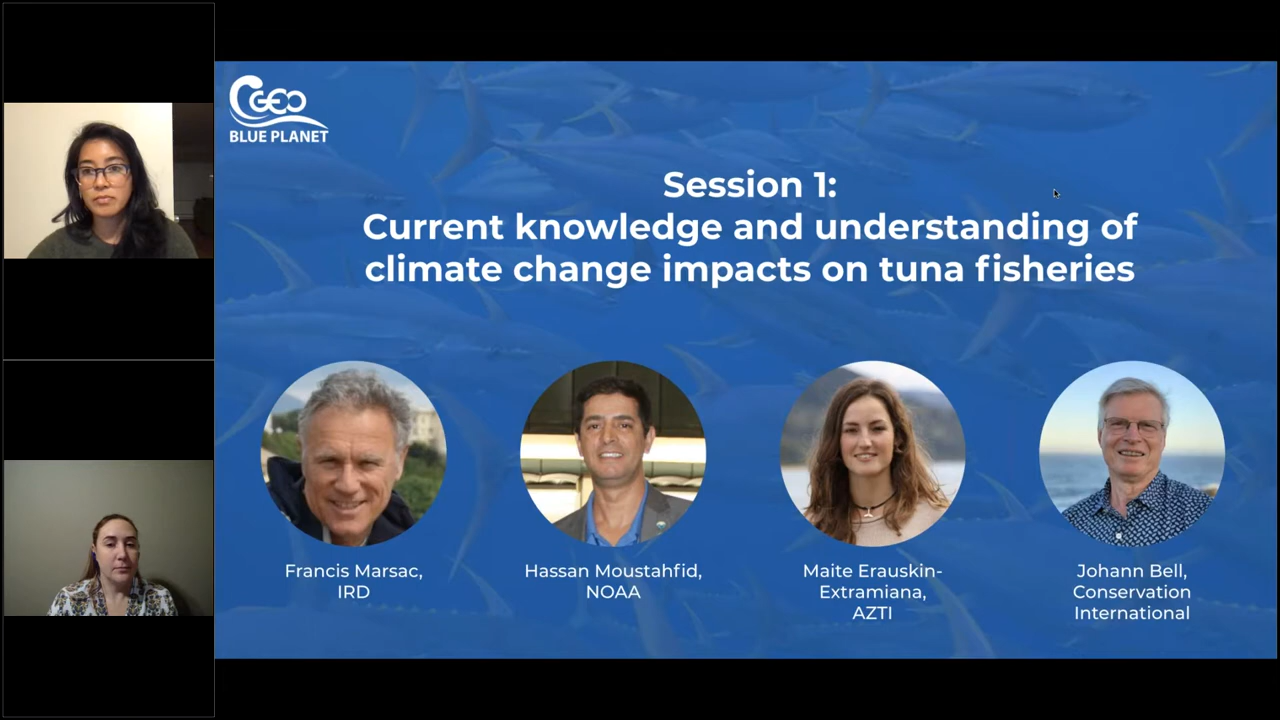 GEO
BLUE PLANET
Session 1:
Current knowledge and understanding of
climate change impacts on tuna fisheries
Francis Marsac,
IRD
Hassan Moustahfid,
NOAA
Maite Erauskin-
Extramiana,
AZTI
Johann Bell,
Conservation
International